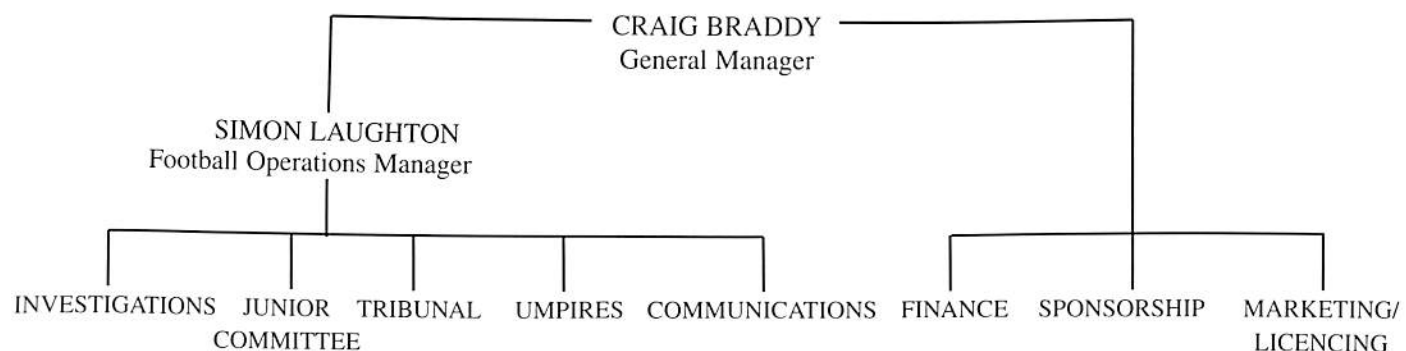 CRAIG BRADDY
General Manager
SIMON LAUGHTON
Football Operations Manager
INVESTIGATIONS JUNIOR TRIBUNAL UMPIRES COMMUNICATIONS FINANCE SPONSORSHIP MARKETING/
COMMITTEE LICENCING